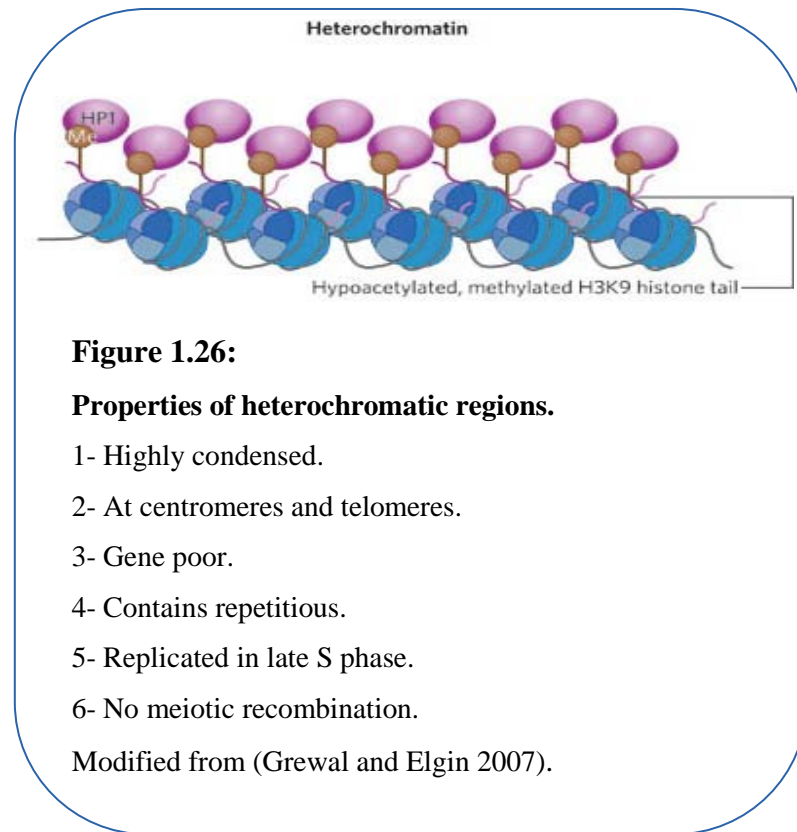 Heterochromatin
HP1
Me
Hypoacetylated, methylated H3K9 histone tail
Figure 1.26:
Properties of heterochromatic regions.
1- Highly condensed.
2- At centromeres and telomeres.
3- Gene poor.
4- Contains repetitious.
5- Replicated in late S phase.
6- No meiotic recombination.
Modified from (Grewal and Elgin 2007).